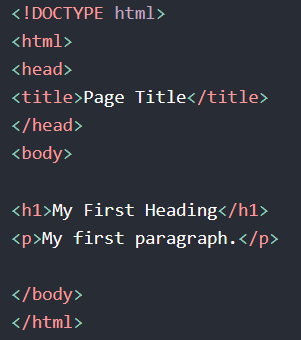 <!DOCTYPE html>
<html>
<head>
<title>Page Title</title>
</head>
<body>
<h1>My First Heading</h1>
<p>My first paragraph.</p>
</body>
</html>